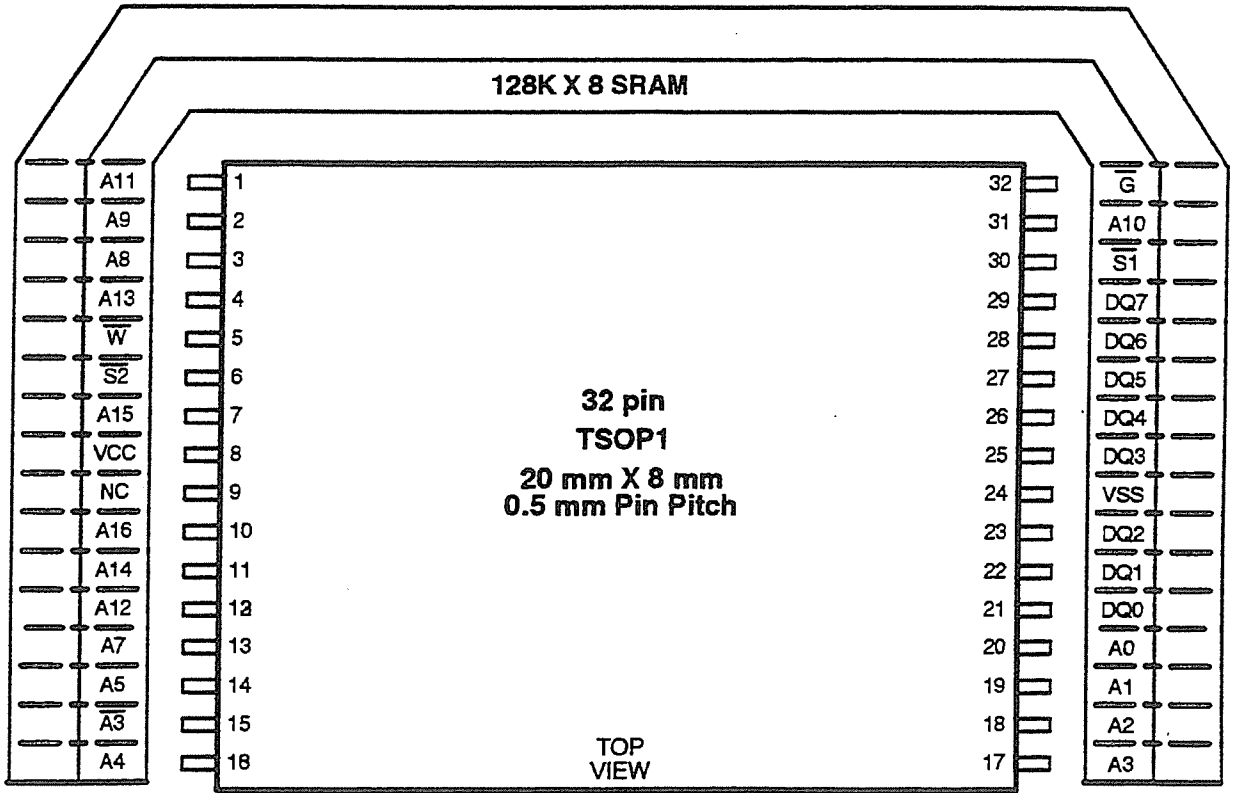 128K X 8 SRAM
A11 1 32 G̅
A9 2 31 A10
A8 3 30 S̅1̅
A13 4 29 DQ7
W̅ 5 28 DQ6
S̅2̅ 6 27 DQ5
A15 7 26 DQ4
VCC 8 25 DQ3
NC 9 24 VSS
A16 10 23 DQ2
A14 11 22 DQ1
A12 12 21 DQ0
A7 13 20 A0
A5 14 19 A1
A̅3̅ 15 18 A2
A4 16 17 A3
32 pin
TSOP1
20 mm X 8 mm
0.5 mm Pin Pitch
TOP
VIEW